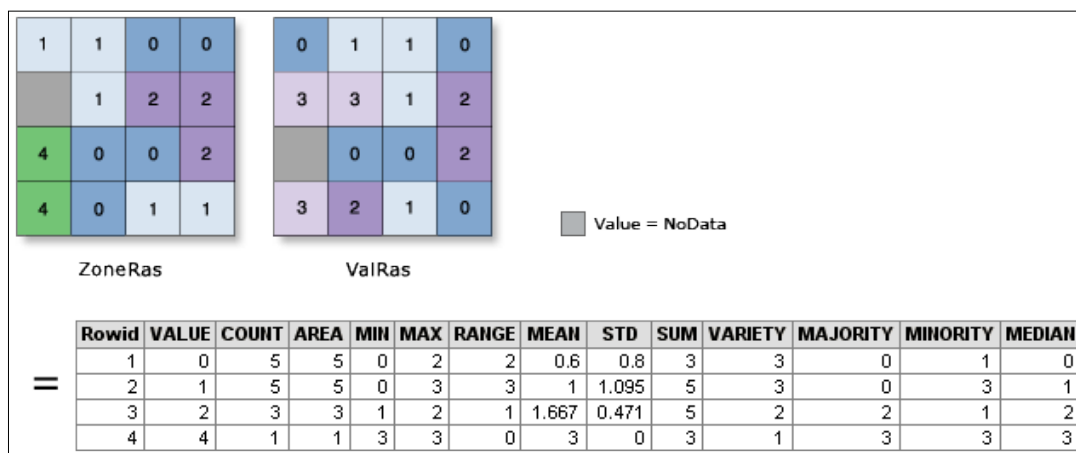 1 1 0 0
1 2 2
4 0 0 2
4 0 1 1
ZoneRas
0 1 1 0
3 3 1 2
0 0 2
3 2 1 0
ValRas
Value = NoData
=
Rowid VALUE COUNT AREA MIN MAX RANGE MEAN STD SUM VARIETY MAJORITY MINORITY MEDIAN
1 0 5 5 0 2 2 0.6 0.8 3 3 0 1 0
2 1 5 5 0 3 3 1 1.095 5 3 0 3 1
3 2 3 3 1 2 1 1.667 0.471 5 2 2 1 2
4 4 1 1 3 3 0 3 0 3 1 3 3 3